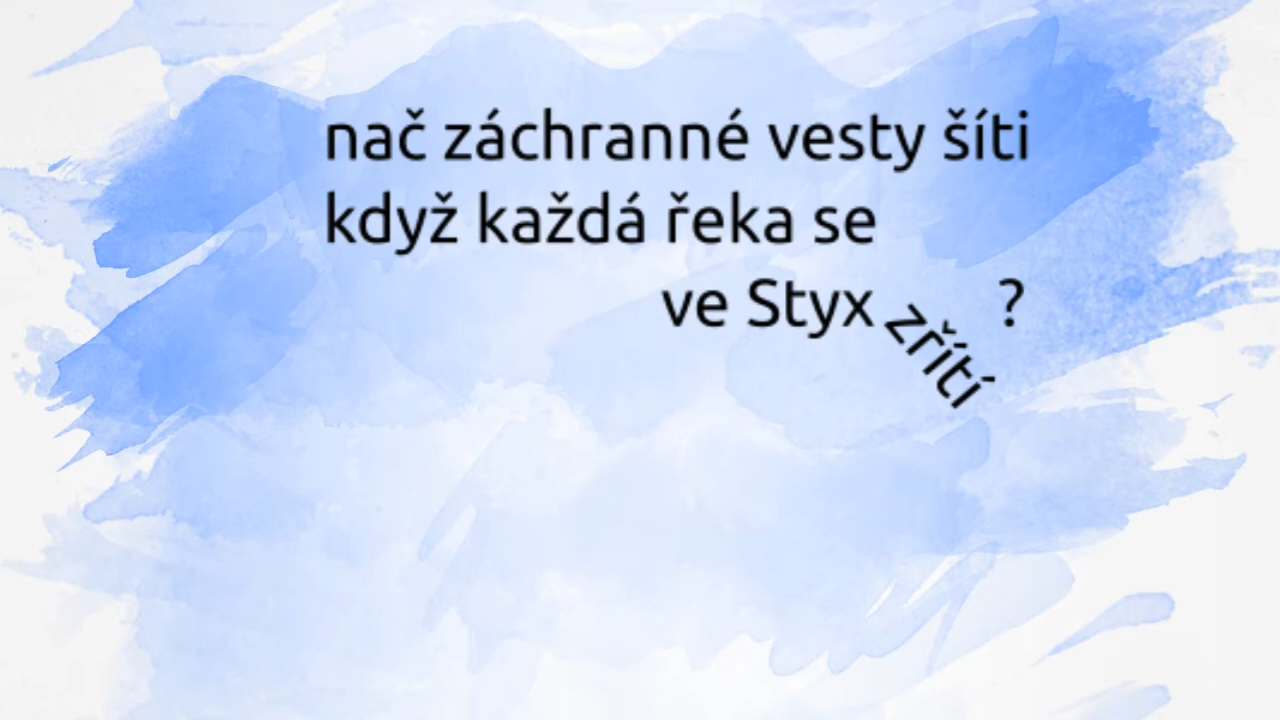 nač záchranné vesty šíti
když každá řeka se
ve Styx zřítí ?